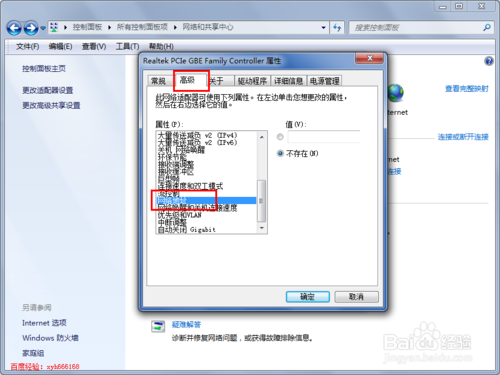 控制面板 ▸ 所有控制面板项 ▸ 网络和共享中心
搜索控制面板
文件(F) 编辑(E) 查看(V) 工具(T) 帮助(H)
控制面板主页
更改适配器设置
更改高级共享设置
Realtek PCIe GBE Family Controller 属性
常规 高级 关于 驱动程序 详细信息 电源管理
此网络适配器可使用下列属性。在左边单击您想更改的属性，
然后在右边选择它的值。
属性(P):
值(V):
大量传送减负 v2 (IPv4)
大量传送减负 v2 (IPv6)
关机 网络唤醒
环保节能
接收端调整
接收缓冲区
巨型帧
连接速度和双工模式
流控制
网络地址
网络唤醒和关机连接速度
优先级和VLAN
中断调整
自动关闭 Gigabit
不存在(N)
确定 取消
查看完整映射
ternet
连接或断开连接
et
连接
疑难解答
诊断并修复网络问题，或获得故障排除信息。
另请参阅
Internet 选项
Windows 防火墙
家庭组
百度经验：xyh666168
Baidu 经验
jingyan.baidu.com